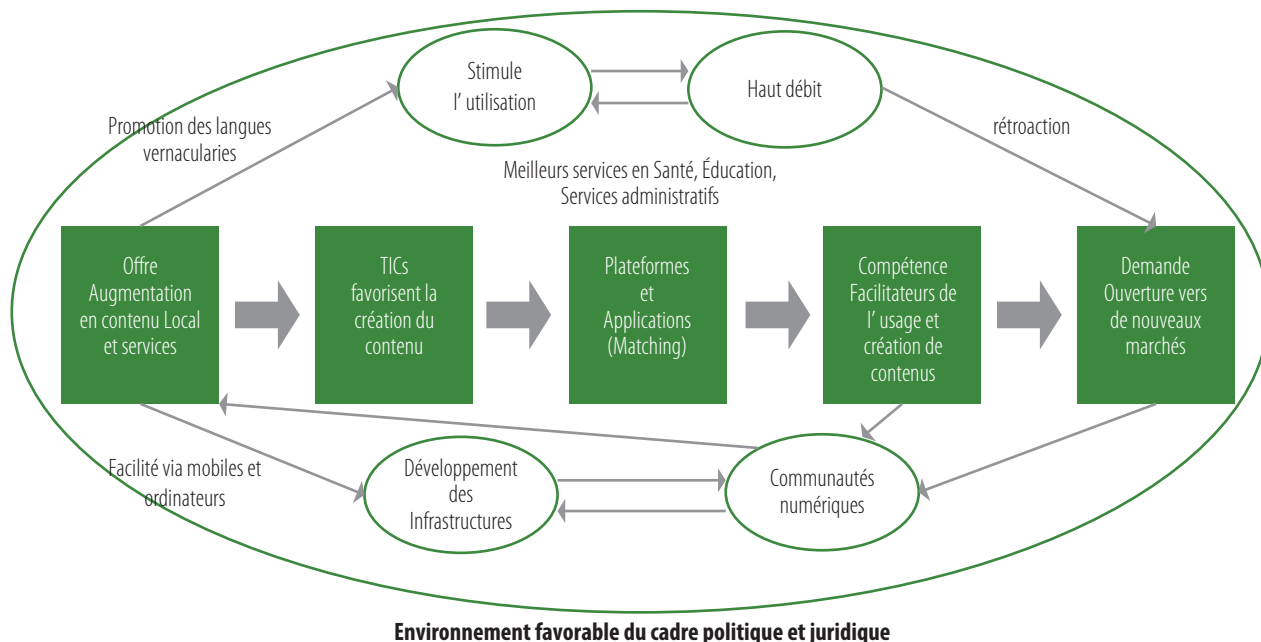 Stimule
l’ utilisation
Haut débit
Promotion des langues
vernacularies
rétroaction
Meilleurs services en Santé, Éducation,
Services administratifs
Offre
Augmentation
en contenu Local
et services
TICs
favorisent la
création du
contenu
Plateformes
et
Applications
(Matching)
Compétence
Facilitateurs de
l’ usage et
création de
contenus
Demande
Ouverture vers
de nouveaux
marchés
Facilité via mobiles et
ordinateurs
Développement
des
Infrastructures
Communautés
numériques
Environnement favorable du cadre politique et juridique